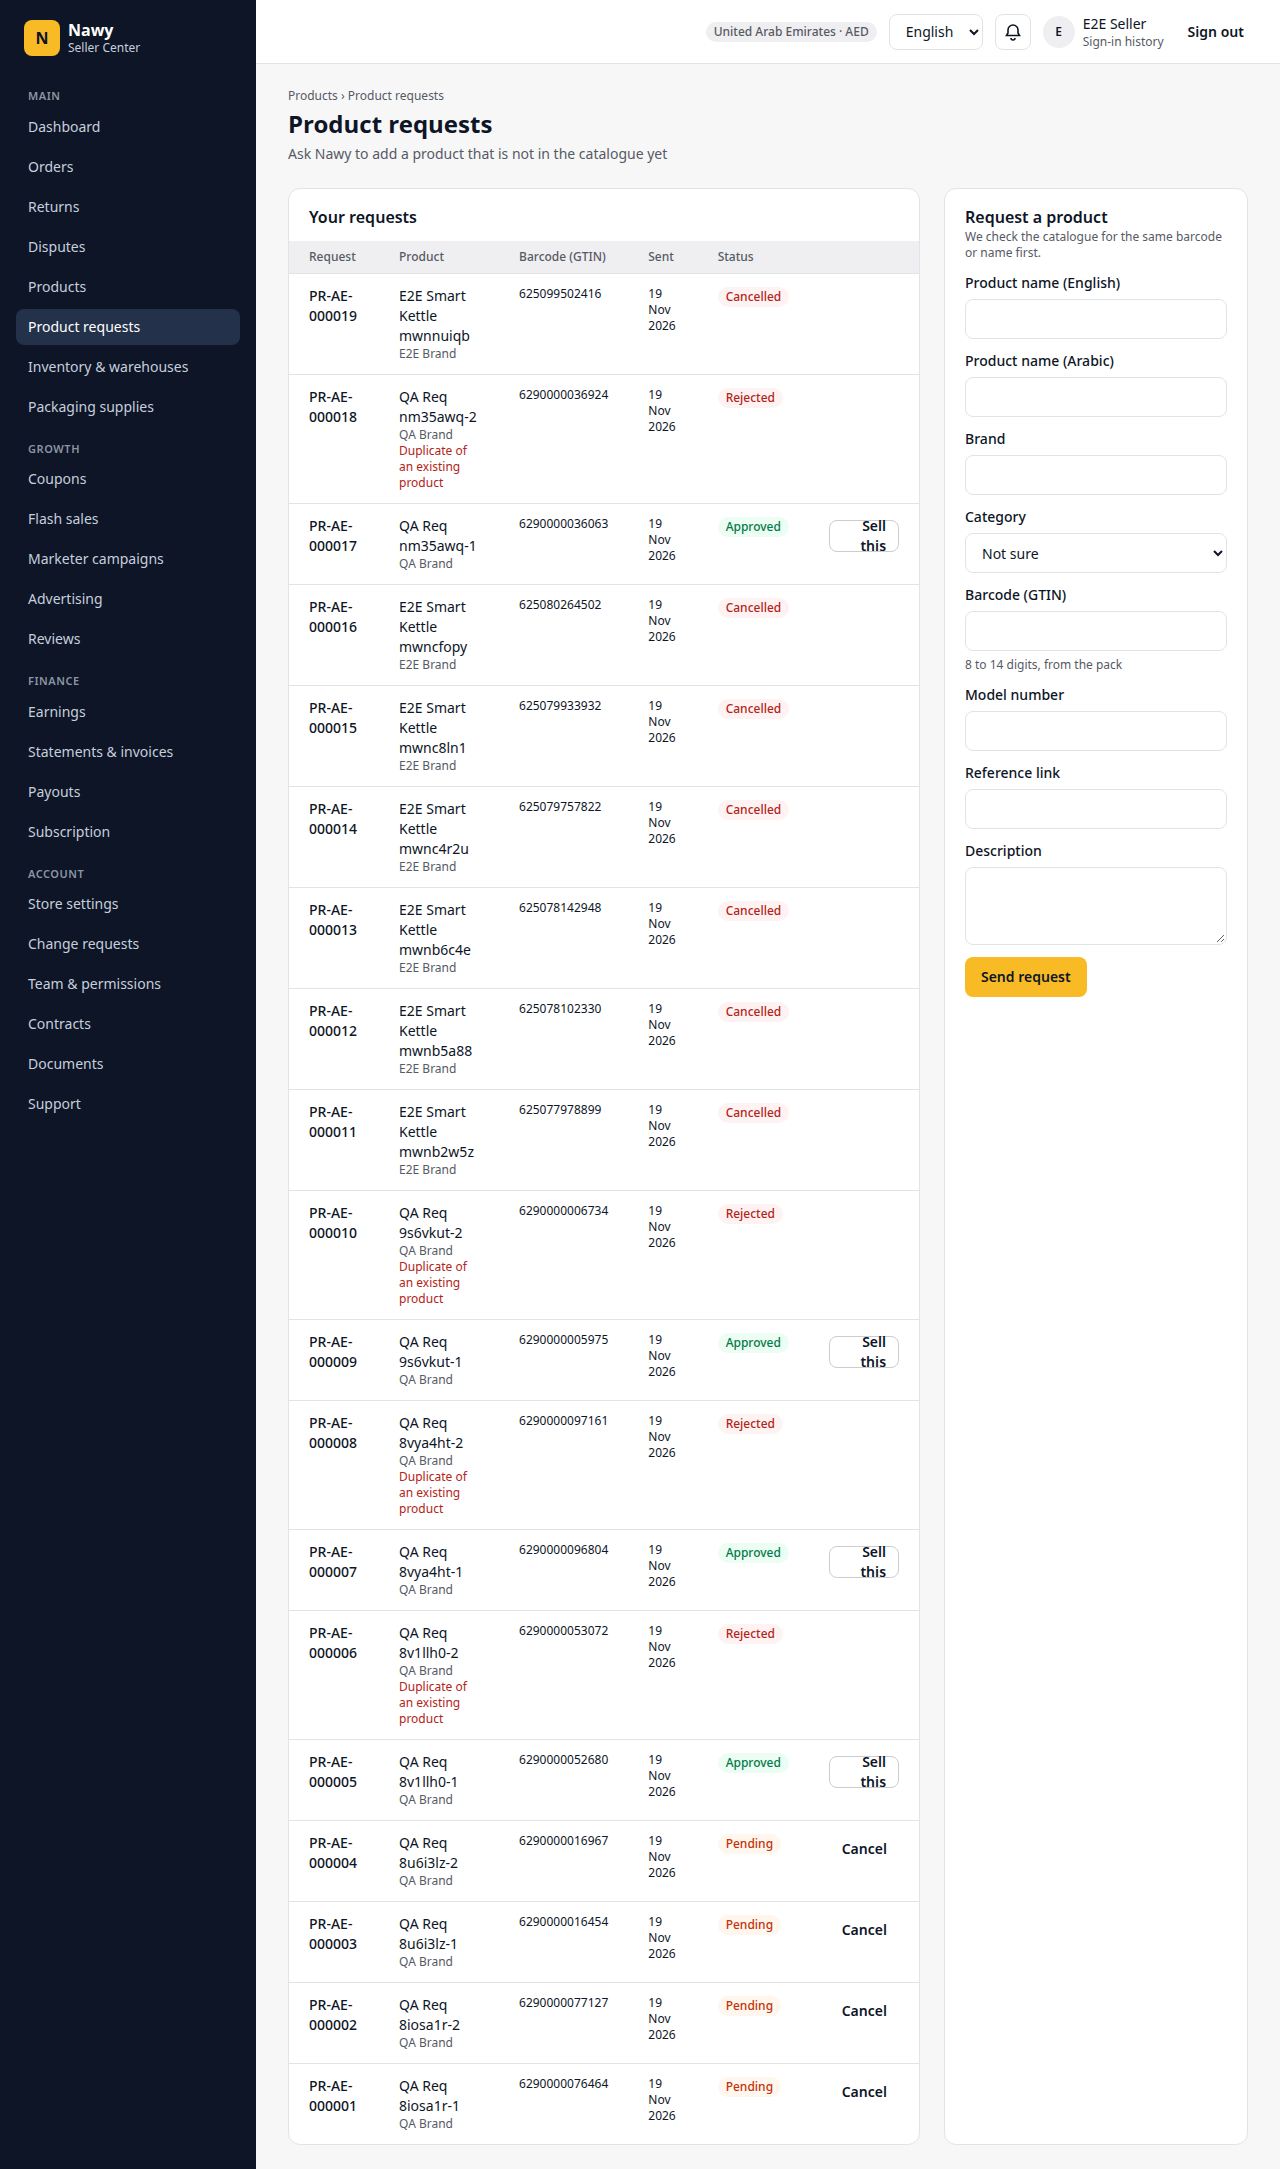 N
Nawy
Seller Center
MAIN
Dashboard
Orders
Returns
Disputes
Products
Product requests
Inventory & warehouses
Packaging supplies
GROWTH
Coupons
Flash sales
Marketer campaigns
Advertising
Reviews
FINANCE
Earnings
Statements & invoices
Payouts
Subscription
ACCOUNT
Store settings
Change requests
Team & permissions
Contracts
Documents
Support
United Arab Emirates · AED
English
E
E2E Seller
Sign-in history
Sign out
Products › Product requests
Product requests
Ask Nawy to add a product that is not in the catalogue yet
Your requests
Request Product Barcode (GTIN) Sent Status
PR-AE-
000019
E2E Smart
Kettle
mwnnuiqb
E2E Brand
625099502416
19
Nov
2026
Cancelled
PR-AE-
000018
QA Req
nm35awq-2
QA Brand
Duplicate of
an existing
product
6290000036924
19
Nov
2026
Rejected
PR-AE-
000017
QA Req
nm35awq-1
QA Brand
6290000036063
19
Nov
2026
Approved
Sell
this
PR-AE-
000016
E2E Smart
Kettle
mwncfopy
E2E Brand
625080264502
19
Nov
2026
Cancelled
PR-AE-
000015
E2E Smart
Kettle
mwnc8ln1
E2E Brand
625079933932
19
Nov
2026
Cancelled
PR-AE-
000014
E2E Smart
Kettle
mwnc4r2u
E2E Brand
625079757822
19
Nov
2026
Cancelled
PR-AE-
000013
E2E Smart
Kettle
mwnb6c4e
E2E Brand
625078142948
19
Nov
2026
Cancelled
PR-AE-
000012
E2E Smart
Kettle
mwnb5a88
E2E Brand
625078102330
19
Nov
2026
Cancelled
PR-AE-
000011
E2E Smart
Kettle
mwnb2w5z
E2E Brand
625077978899
19
Nov
2026
Cancelled
PR-AE-
000010
QA Req
9s6vkut-2
QA Brand
Duplicate of
an existing
product
6290000006734
19
Nov
2026
Rejected
PR-AE-
000009
QA Req
9s6vkut-1
QA Brand
6290000005975
19
Nov
2026
Approved
Sell
this
PR-AE-
000008
QA Req
8vya4ht-2
QA Brand
Duplicate of
an existing
product
6290000097161
19
Nov
2026
Rejected
PR-AE-
000007
QA Req
8vya4ht-1
QA Brand
6290000096804
19
Nov
2026
Approved
Sell
this
PR-AE-
000006
QA Req
8v1llh0-2
QA Brand
Duplicate of
an existing
product
6290000053072
19
Nov
2026
Rejected
PR-AE-
000005
QA Req
8v1llh0-1
QA Brand
6290000052680
19
Nov
2026
Approved
Sell
this
PR-AE-
000004
QA Req
8u6i3lz-2
QA Brand
6290000016967
19
Nov
2026
Pending
Cancel
PR-AE-
000003
QA Req
8u6i3lz-1
QA Brand
6290000016454
19
Nov
2026
Pending
Cancel
PR-AE-
000002
QA Req
8iosa1r-2
QA Brand
6290000077127
19
Nov
2026
Pending
Cancel
PR-AE-
000001
QA Req
8iosa1r-1
QA Brand
6290000076464
19
Nov
2026
Pending
Cancel
Request a product
We check the catalogue for the same barcode
or name first.
Product name (English)
Product name (Arabic)
Brand
Category
Not sure
Barcode (GTIN)
8 to 14 digits, from the pack
Model number
Reference link
Description
Send request